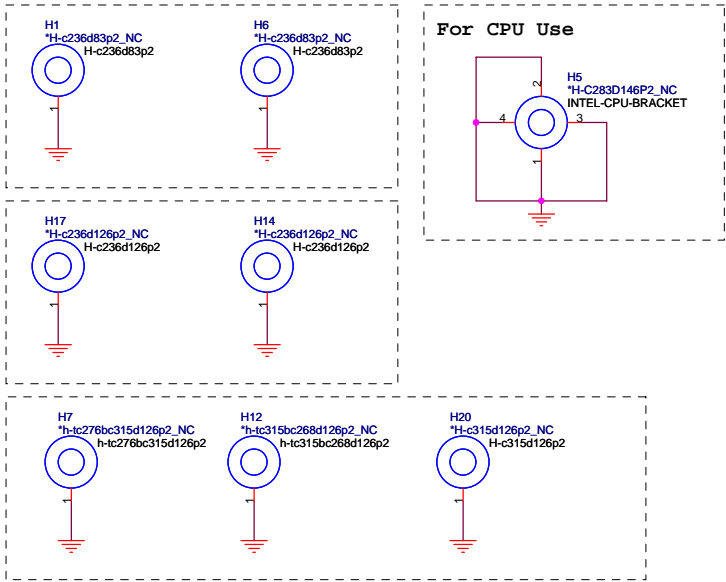 H1
*H-c236d83p2_NC
H-c236d83p2
1
H6
*H-c236d83p2_NC
H-c236d83p2
1
For CPU Use
H5
*H-C283D146P2_NC
INTEL-CPU-BRACKET
2
4
3
1
H17
*H-c236d126p2_NC
H-c236d126p2
1
H14
*H-c236d126p2_NC
H-c236d126p2
1
H7
*h-tc276bc315d126p2_NC
h-tc276bc315d126p2
1
H12
*h-tc315bc268d126p2_NC
h-tc315bc268d126p2
1
H20
*H-c315d126p2_NC
H-c315d126p2
1